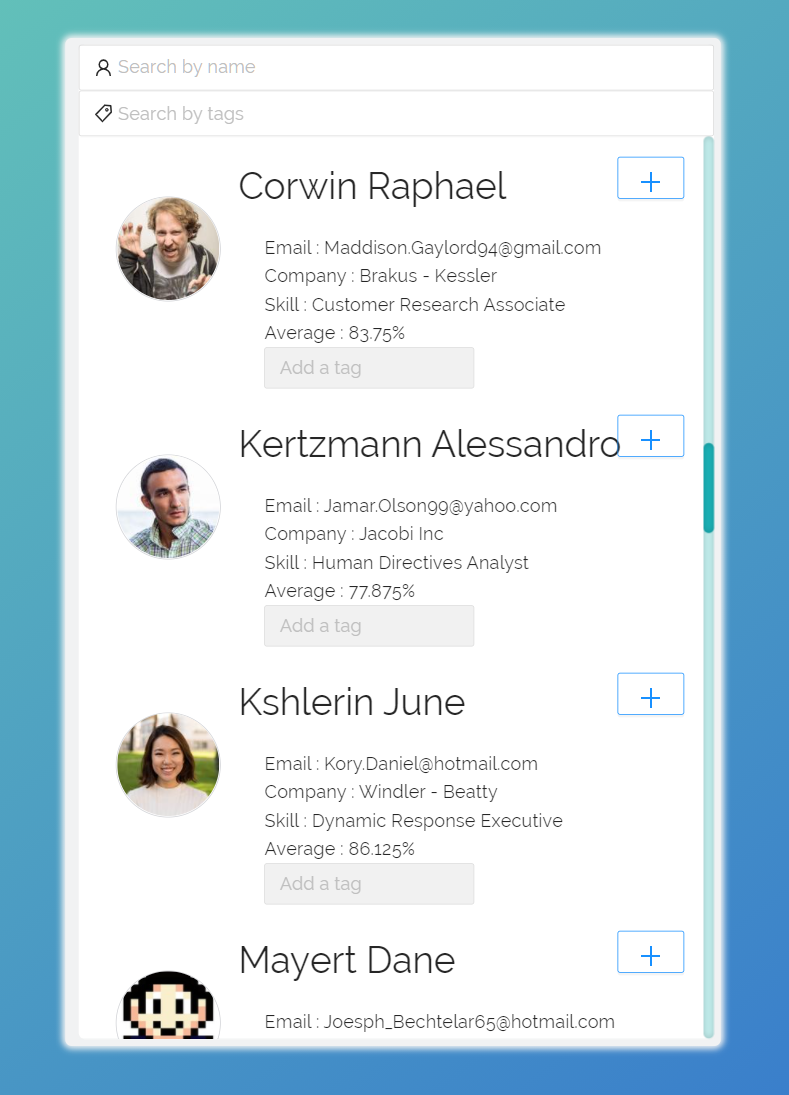 Search by name
Search by tags
Corwin Raphael
Email : Maddison.Gaylord94@gmail.com
Company : Brakus - Kessler
Skill : Customer Research Associate
Average : 83.75%
Add a tag
Kertzmann Alessandro
Email : Jamar.Olson99@yahoo.com
Company : Jacobi Inc
Skill : Human Directives Analyst
Average : 77.875%
Add a tag
Kshlerin June
Email : Kory.Daniel@hotmail.com
Company : Windler - Beatty
Skill : Dynamic Response Executive
Average : 86.125%
Add a tag
Mayert Dane
Email : Joesph_Bechtelar65@hotmail.com